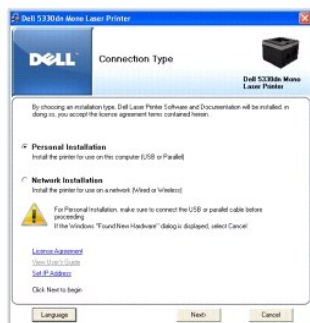 Dell 5330dn Mono Laser Printer
DELL
Connection Type
Dell 5330dn Mono
Laser Printer
By choosing an installation type, Dell Laser Printer Software and Documentation will be installed. in
doing so, you accept the license agreement terms contained herein.
Personal Installation
Install the printer for use on this computer (USB or Parallel)
Network Installation
Install the printer for use on a network (Wired or Wireless)
For Personal Installation, make sure to connect the USB or parallel cable before
proceeding
If the Windows "Found New Hardware" dialog is displayed, select Cancel
License Agreement
View User's Guide
Set IP Address
Click Next to begin
Language
Next>
Cancel